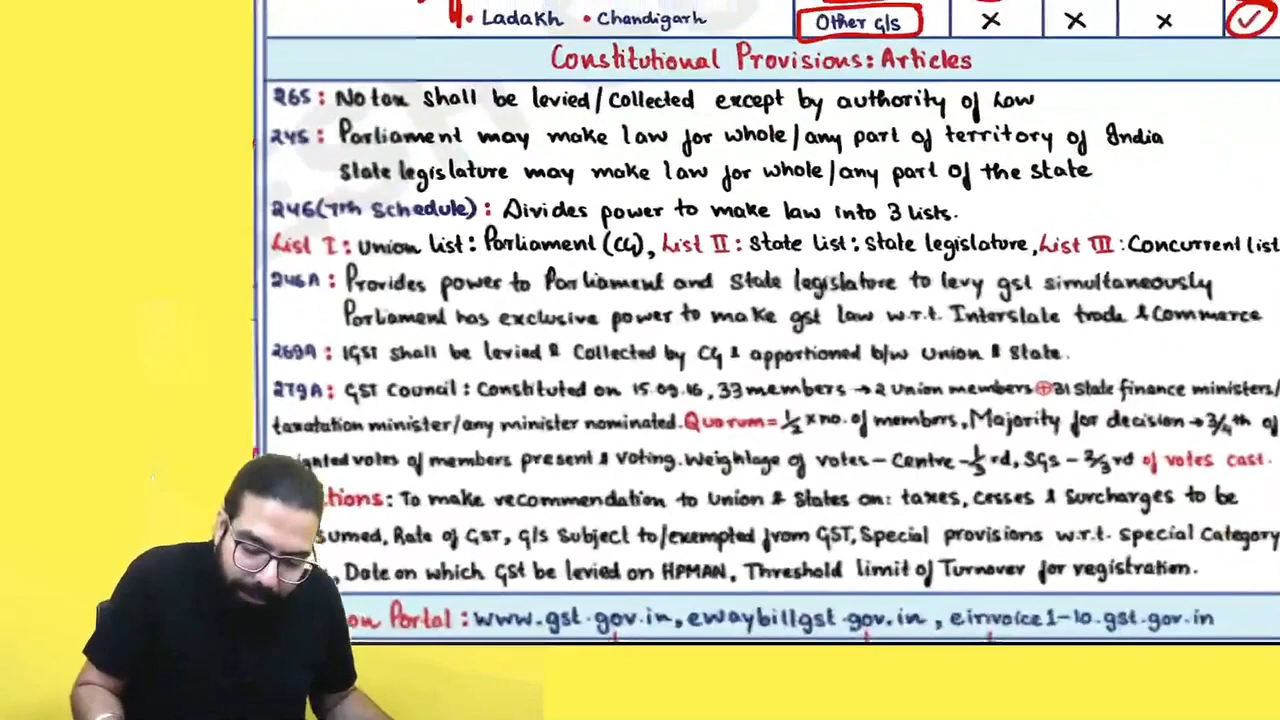 • Ladakh • Chandigarh Other g/s × × × ✓
Constitutional Provisions: Articles
265: No tax shall be levied/collected except by authority of Law
245: Parliament may make law for whole/any part of territory of India
State legislature may make law for whole/any part of the state
246(7th Schedule): Divides power to make law into 3 lists.
List I: Union list: Parliament (CG), List II: State list: State legislature, List III: Concurrent list
246A: Provides power to Parliament and State legislature to levy gst simultaneously
Parliament has exclusive power to make gst law w.r.t. Interstate trade & Commerce
269A: IGST shall be levied & Collected by CG & apportioned b/w Union & State.
279A: GST Council: Constituted on 15.09.16, 33 members → 2 Union members ⊕ 31 State finance ministers/
taxatation minister/any minister nominated. Quorum = 1/2 x no. of members, Majority for decision → 3/4th of
nted votes of members present & voting. Weightage of votes - Centre - 1/3rd, SGs - 2/3rd of votes cast.
tions: To make recommendation to Union & States on: taxes, Cesses & Surcharges to be
sumed, Rate of GST, g/s Subject to/exempted from GST, Special provisions w.r.t. Special Category
, Date on which GST be levied on HPMAN, Threshold limit of Turnover for registration.
on Portal: www.gst.gov.in, ewaybillgst.gov.in, einvoice1-10.gst.gov.in